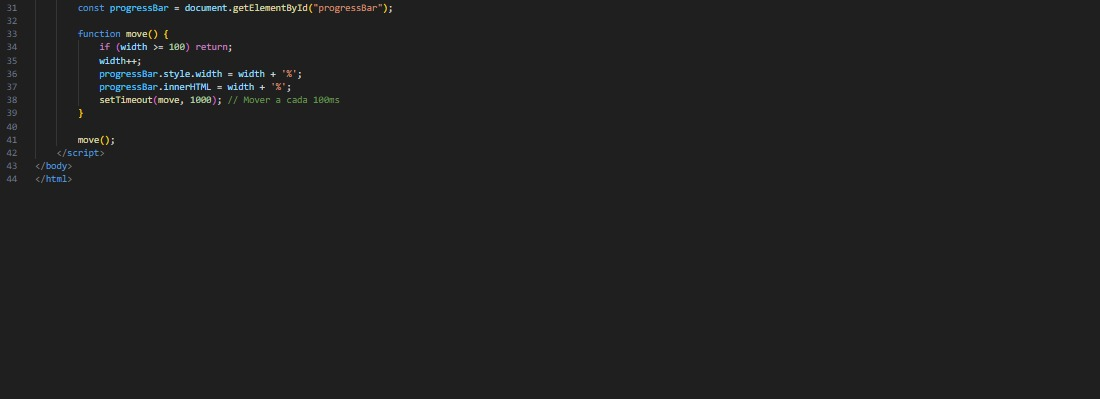 31 const progressBar = document.getElementById("progressBar");
32
33 function move() {
34 if (width >= 100) return;
35 width++;
36 progressBar.style.width = width + '%';
37 progressBar.innerHTML = width + '%';
38 setTimeout(move, 1000); // Mover a cada 100ms
39 }
40
41 move();
42 </script>
43 </body>
44 </html>